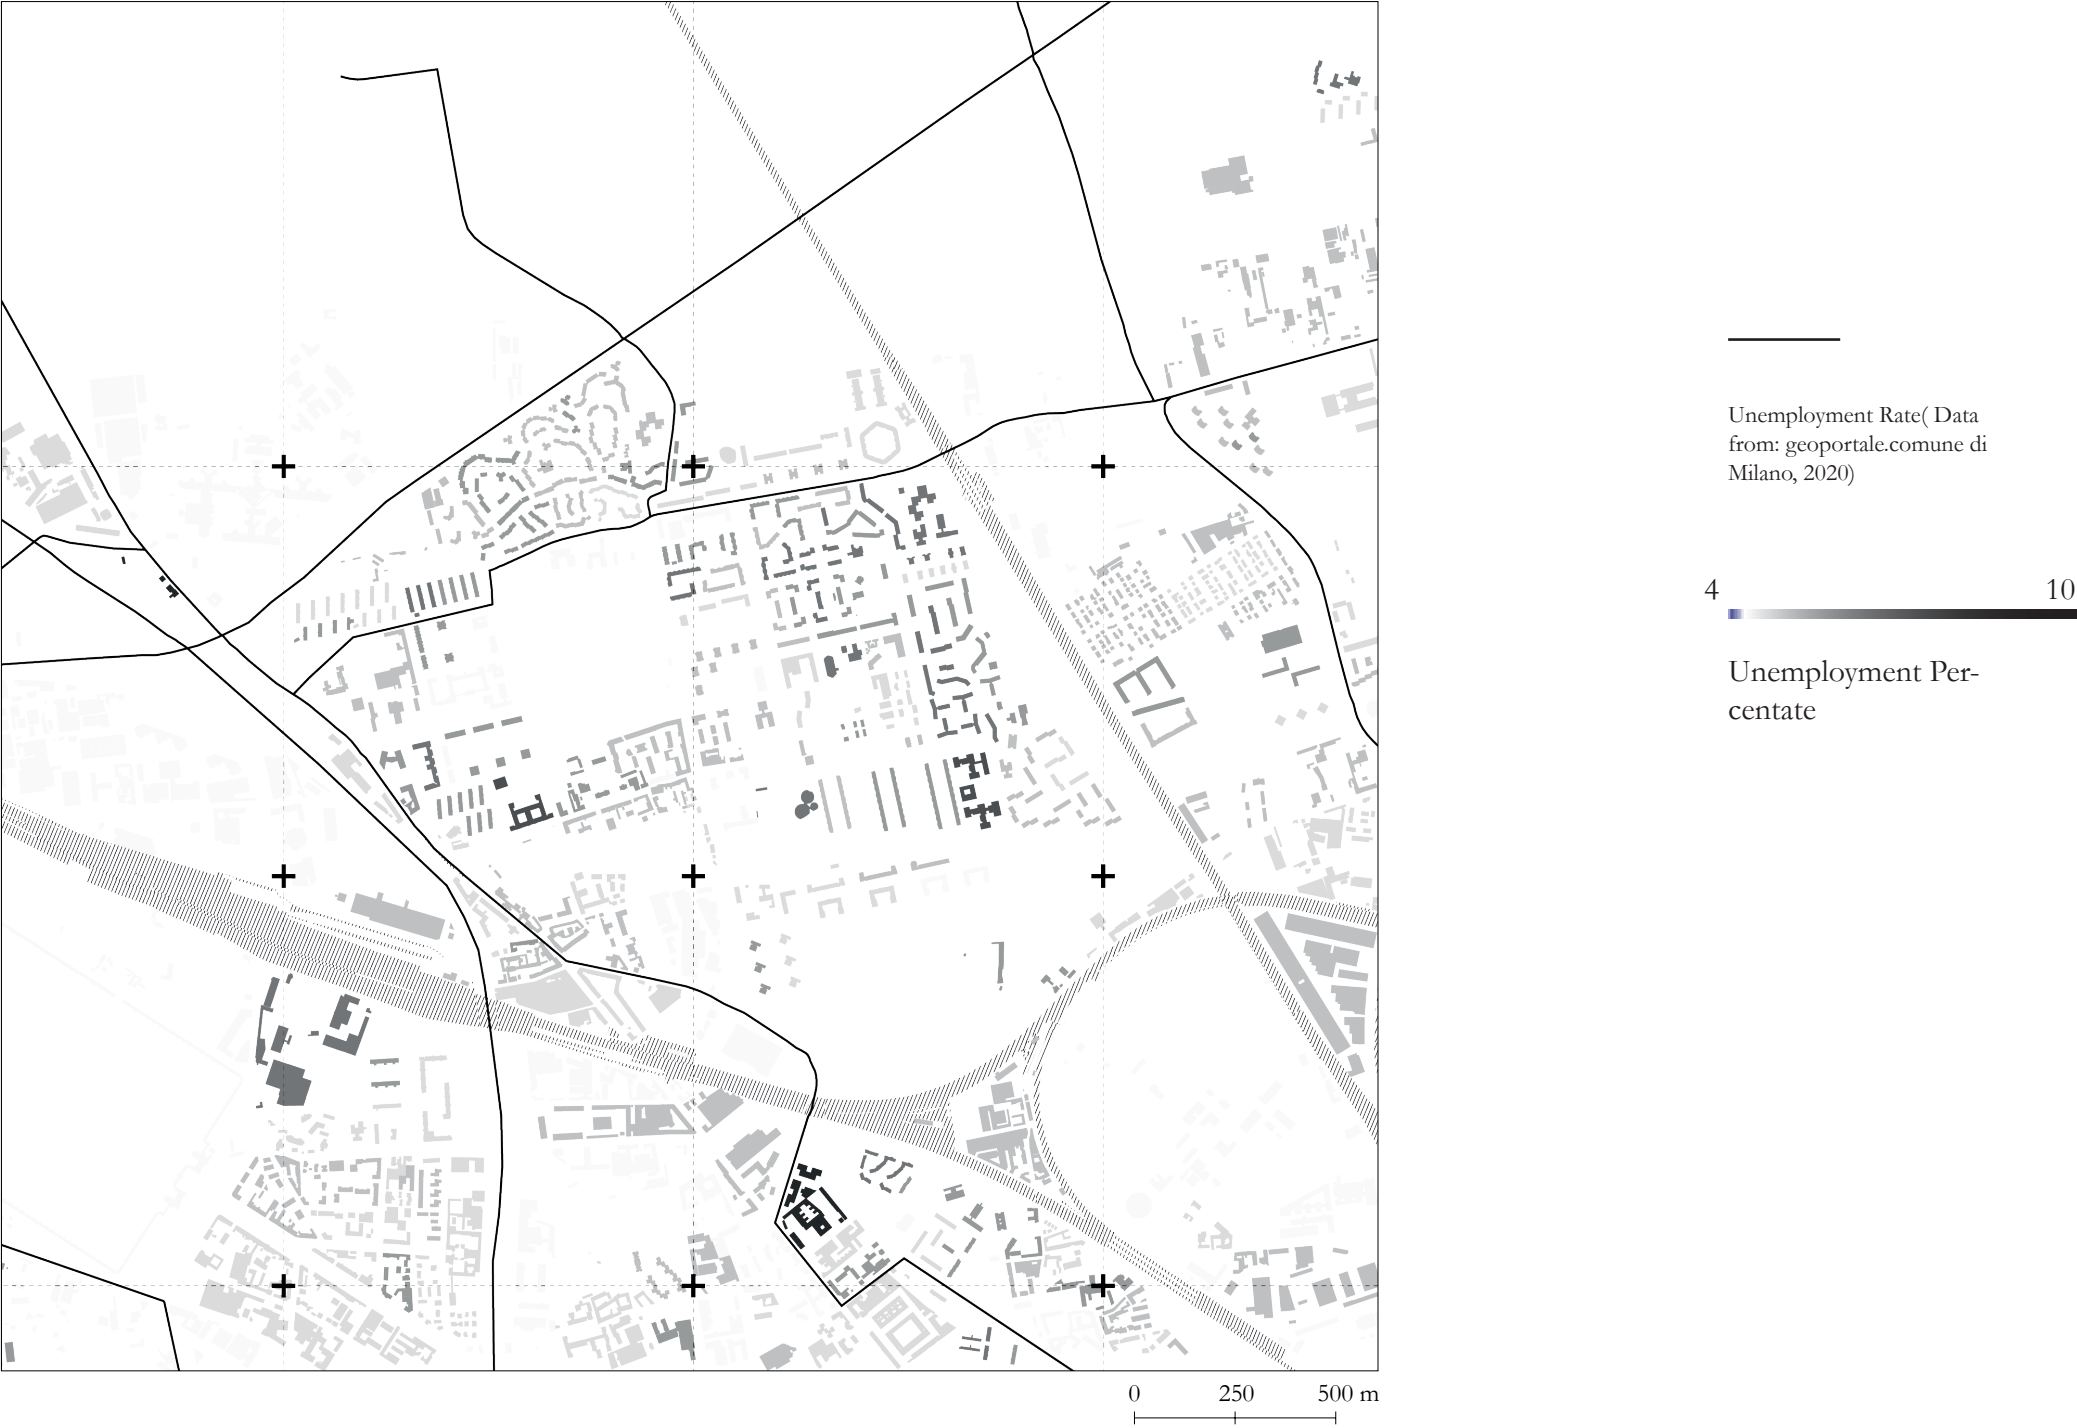 Unemployment Rate( Data
from: geoportale.comune di
Milano, 2020)
4 10
Unemployment Per-
centate
0 250 500 m